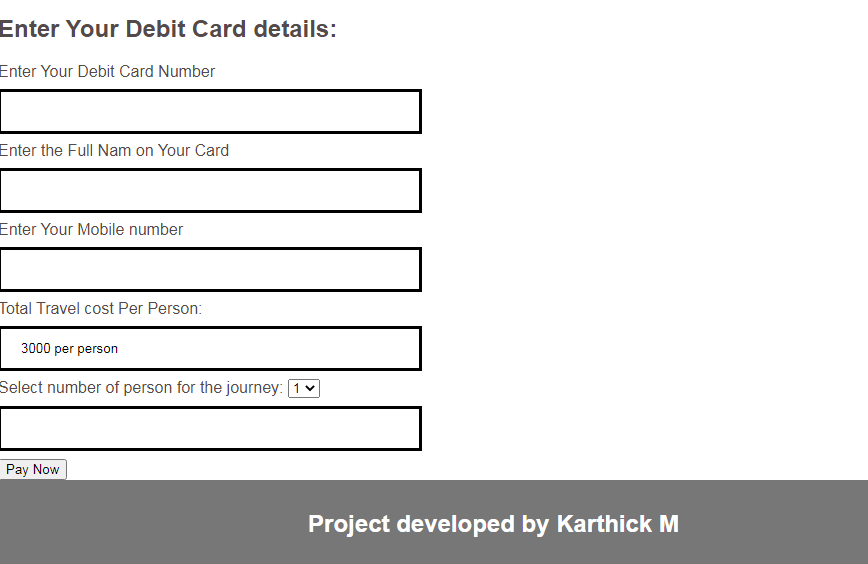 Enter Your Debit Card details:
Enter Your Debit Card Number
Enter the Full Nam on Your Card
Enter Your Mobile number
Total Travel cost Per Person:
3000 per person
Select number of person for the journey: 1
Pay Now
Project developed by Karthick M